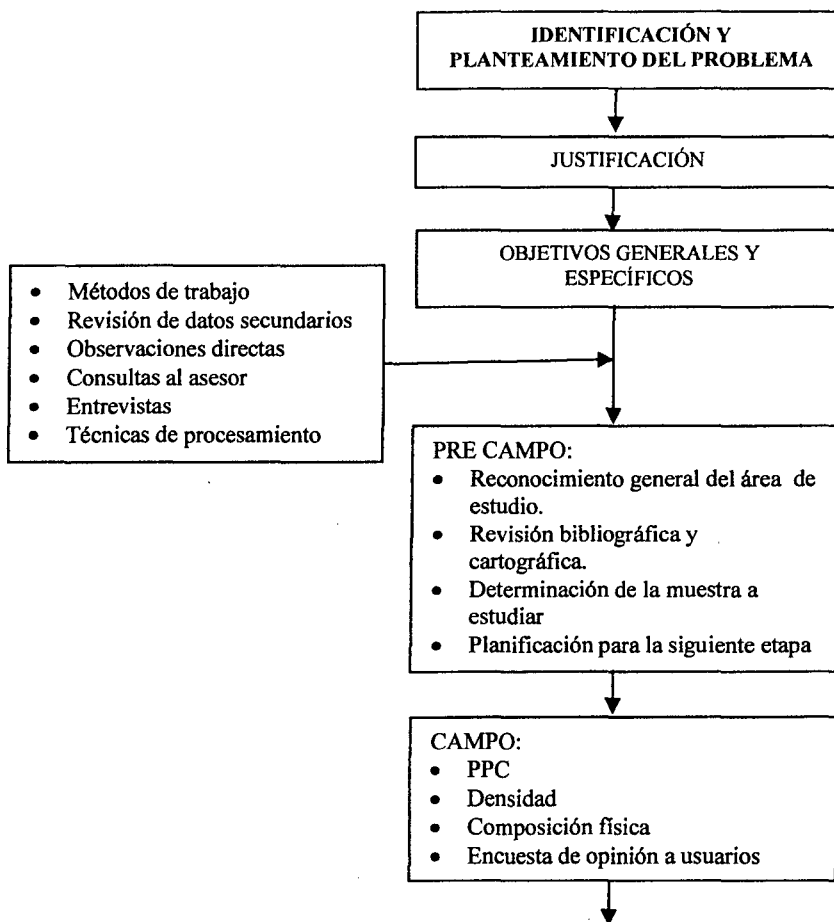 IDENTIFICACIÓN Y
PLANTEAMIENTO DEL PROBLEMA
JUSTIFICACIÓN
OBJETIVOS GENERALES Y
ESPECÍFICOS
• Métodos de trabajo
• Revisión de datos secundarios
• Observaciones directas
• Consultas al asesor
• Entrevistas
• Técnicas de procesamiento
PRE CAMPO:
• Reconocimiento general del área de
estudio.
• Revisión bibliográfica y
cartográfica.
• Determinación de la muestra a
estudiar
• Planificación para la siguiente etapa
CAMPO:
• PPC
• Densidad
• Composición física
• Encuesta de opinión a usuarios